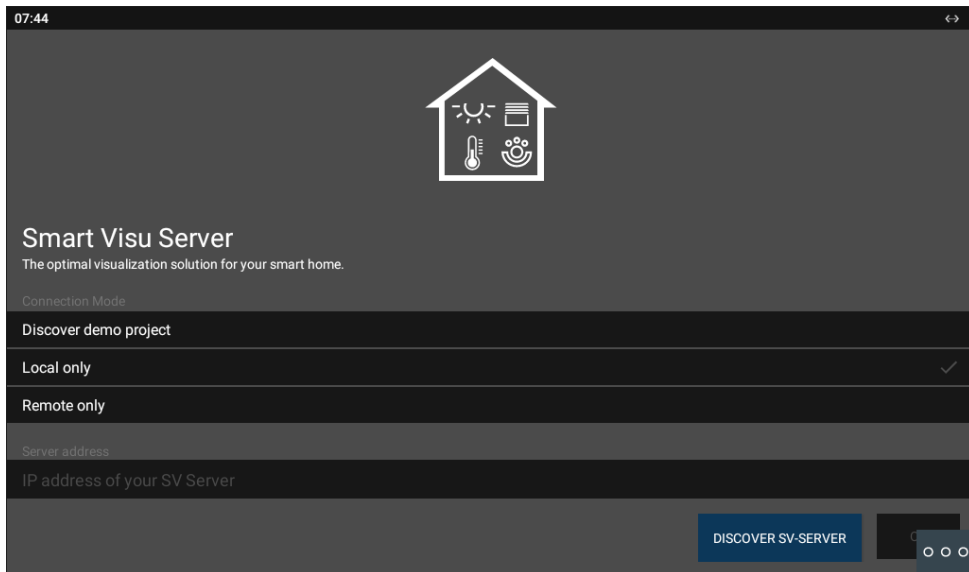 07:44
Smart Visu Server
The optimal visualization solution for your smart home.
Connection Mode
Discover demo project
Local only
Remote only
Server address
IP address of your SV Server
DISCOVER SV-SERVER